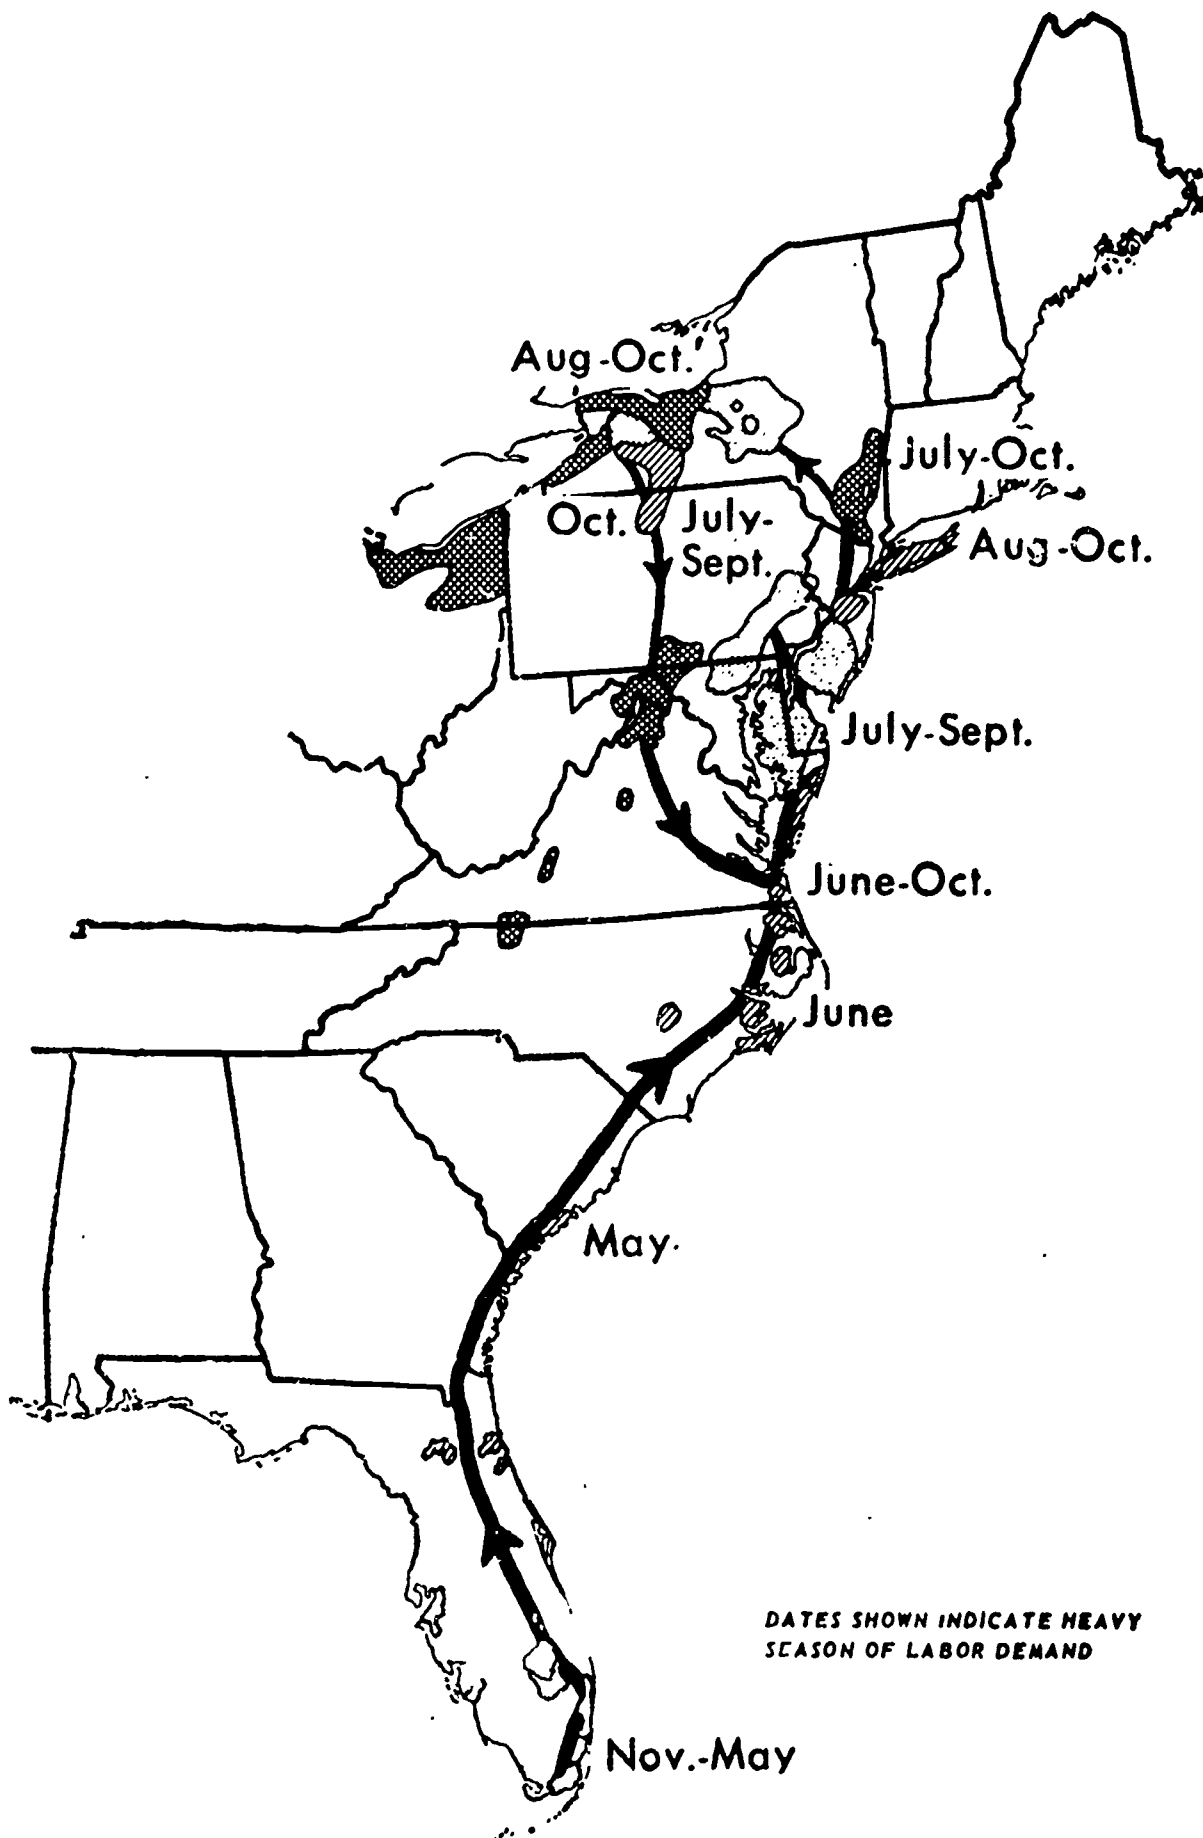 Aug-Oct.
July-Oct.
Oct.
July-
Sept.
Aug-Oct.
July-Sept.
June-Oct.
June
May.
DATES SHOWN INDICATE HEAVY
SEASON OF LABOR DEMAND
Nov.-May